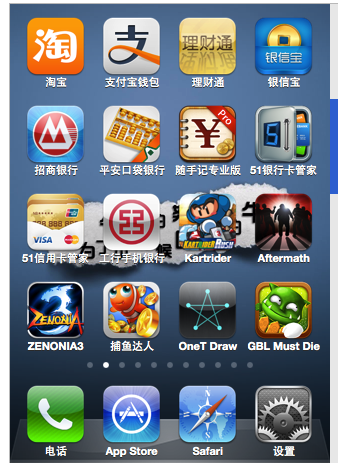 淘
淘宝
支
支付宝钱包
理财通
理财通
银信宝
银信宝
招商银行
平安口袋银行
Pro
随手记专业版
51银行卡管家
VISA
51信用卡管家
工行手机银行
KARTRIDER RUSH
Kartrider
Aftermath
ZENONIA
3
ZENONIA3
捕鱼达人
OneT Draw
GBL Must Die
电话
App Store
Safari
设置